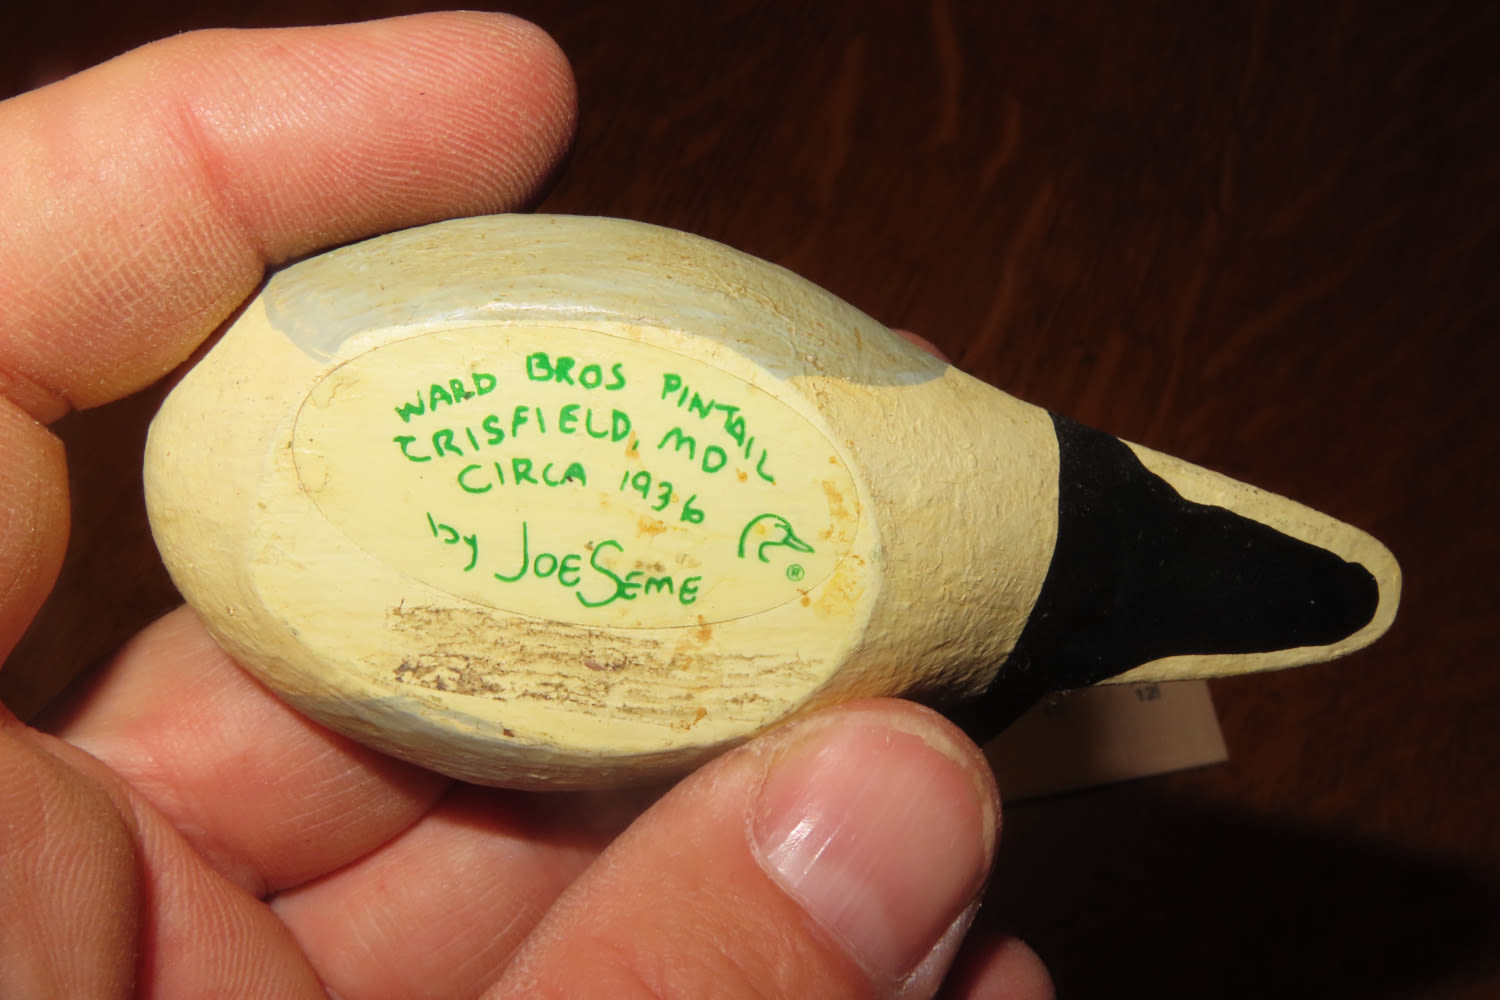 WARD BROS PINTAIL
CRISFIELD, MD
CIRCA 1936
by JOE SEME
®